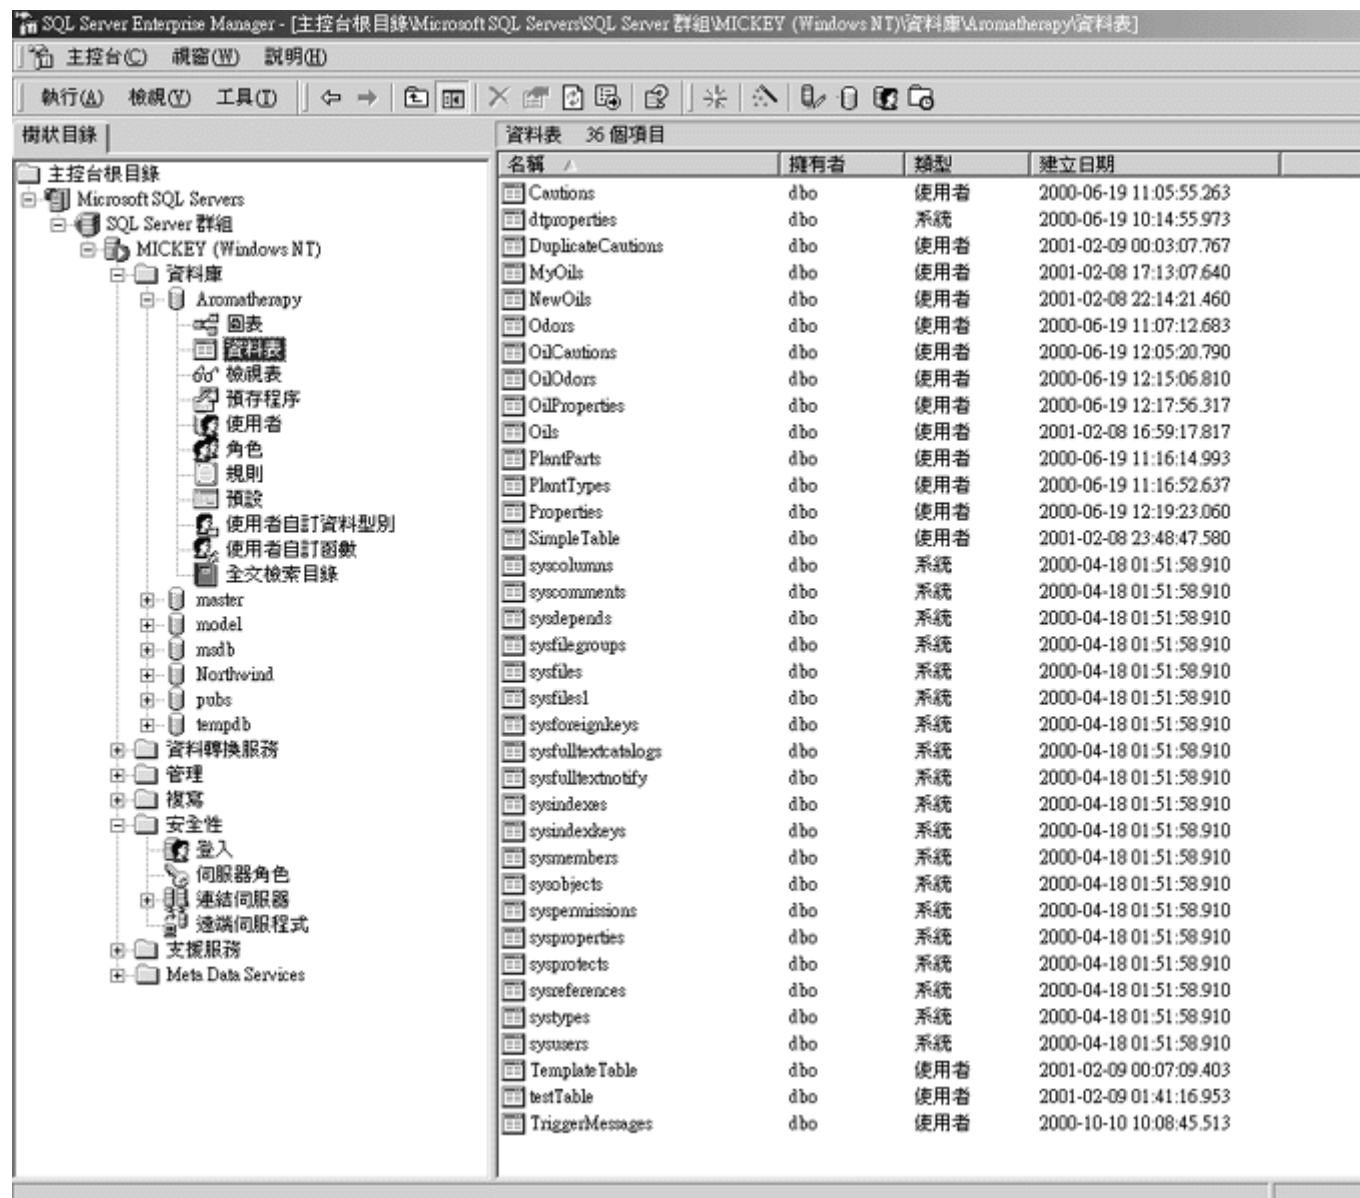 SQL Server Enterprise Manager - [主控台根目錄\Microsoft SQL Servers\SQL Server 群組\MICKEY (Windows NT)\資料庫\Aromatherapy\資料表]
主控台(C) 視窗(W) 說明(H)
執行(A) 檢視(V) 工具(T)
樹狀目錄
主控台根目錄
Microsoft SQL Servers
SQL Server 群組
MICKEY (Windows NT)
資料庫
Aromatherapy
圖表
資料表
檢視表
預存程序
使用者
角色
規則
預設
使用者自訂資料型別
使用者自訂函數
全文檢索目錄
master
model
msdb
Northwind
pubs
tempdb
資料轉換服務
管理
複寫
安全性
登入
伺服器角色
連結伺服器
遠端伺服程式
支援服務
Meta Data Services
資料表 36 個項目
名稱 擁有者 類型 建立日期
Cautions dbo 使用者 2000-06-19 11:05:55.263
dtproperties dbo 系統 2000-06-19 10:14:55.973
DuplicateCautions dbo 使用者 2001-02-09 00:03:07.767
MyOils dbo 使用者 2001-02-08 17:13:07.640
NewOils dbo 使用者 2001-02-08 22:14:21.460
Odors dbo 使用者 2000-06-19 11:07:12.683
OilCautions dbo 使用者 2000-06-19 12:05:20.790
OilOdors dbo 使用者 2000-06-19 12:15:06.810
OilProperties dbo 使用者 2000-06-19 12:17:56.317
Oils dbo 使用者 2001-02-08 16:59:17.817
PlantParts dbo 使用者 2000-06-19 11:16:14.993
PlantTypes dbo 使用者 2000-06-19 11:16:52.637
Properties dbo 使用者 2000-06-19 12:19:23.060
SimpleTable dbo 使用者 2001-02-08 23:48:47.580
syscolumns dbo 系統 2000-04-18 01:51:58.910
syscomments dbo 系統 2000-04-18 01:51:58.910
sysdepends dbo 系統 2000-04-18 01:51:58.910
sysfilegroups dbo 系統 2000-04-18 01:51:58.910
sysfiles dbo 系統 2000-04-18 01:51:58.910
sysfiles1 dbo 系統 2000-04-18 01:51:58.910
sysforeignkeys dbo 系統 2000-04-18 01:51:58.910
sysfulltextcatalogs dbo 系統 2000-04-18 01:51:58.910
sysfulltextnotify dbo 系統 2000-04-18 01:51:58.910
sysindexes dbo 系統 2000-04-18 01:51:58.910
sysindexkeys dbo 系統 2000-04-18 01:51:58.910
sysmembers dbo 系統 2000-04-18 01:51:58.910
sysobjects dbo 系統 2000-04-18 01:51:58.910
syspermissions dbo 系統 2000-04-18 01:51:58.910
sysproperties dbo 系統 2000-04-18 01:51:58.910
sysprotects dbo 系統 2000-04-18 01:51:58.910
sysreferences dbo 系統 2000-04-18 01:51:58.910
systypes dbo 系統 2000-04-18 01:51:58.910
sysusers dbo 系統 2000-04-18 01:51:58.910
TemplateTable dbo 使用者 2001-02-09 00:07:09.403
testTable dbo 使用者 2001-02-09 01:41:16.953
TriggerMessages dbo 使用者 2000-10-10 10:08:45.513